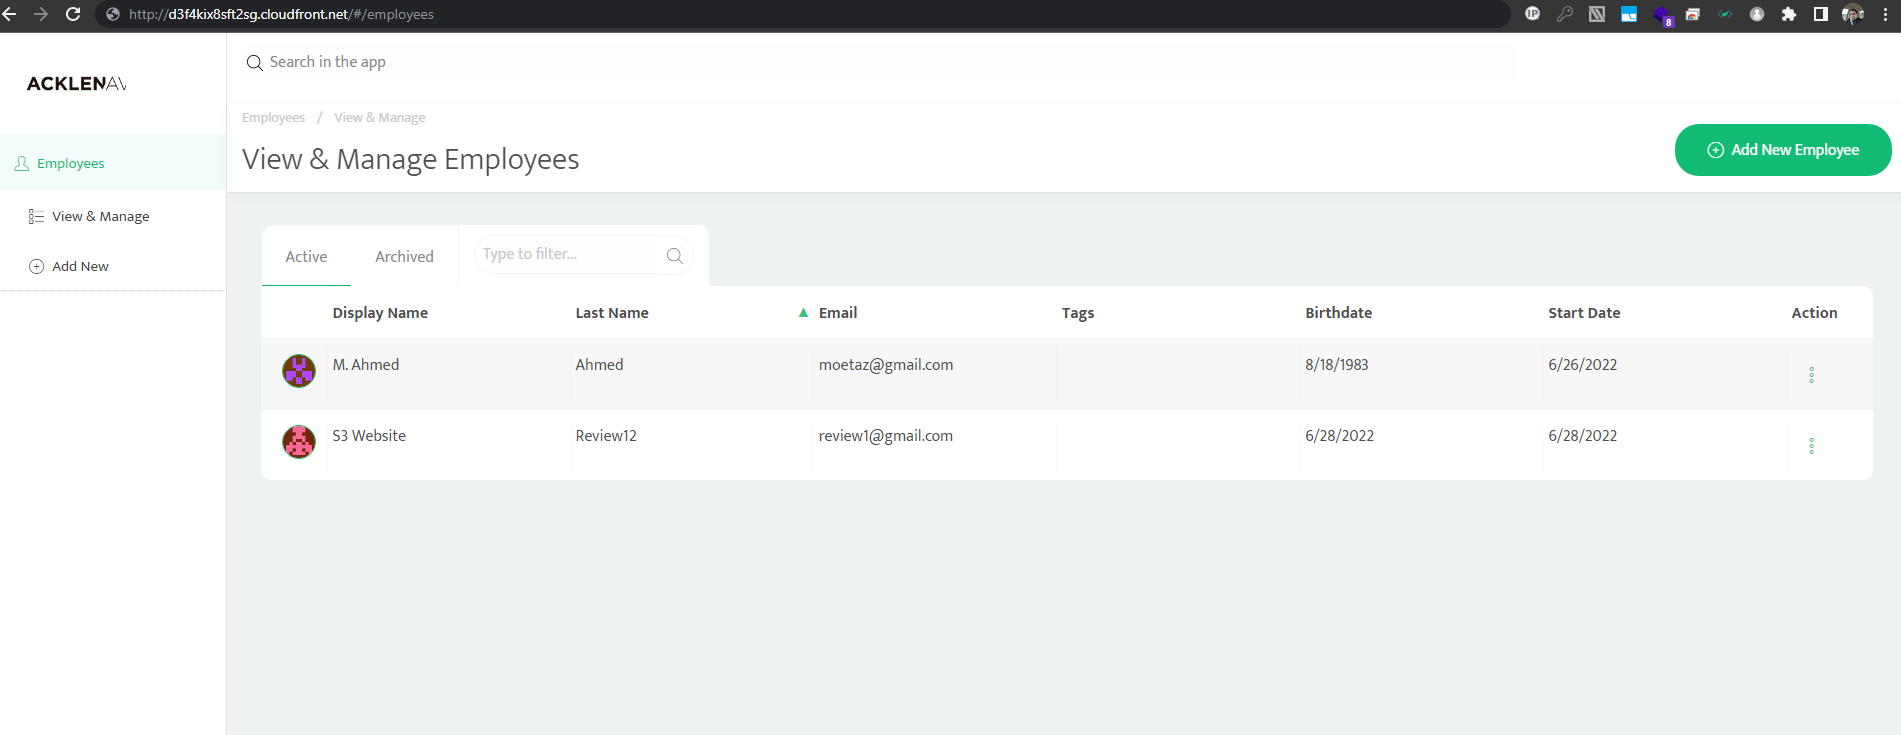 http://d3f4kix8sft2sg.cloudfront.net/#/employees
8
Search in the app
ACKLENAV
Employees / View & Manage
View & Manage Employees
Add New Employee
Employees
View & Manage
Add New
Active Archived Type to filter...
Display Name Last Name ▲ Email Tags Birthdate Start Date Action
M. Ahmed Ahmed moetaz@gmail.com 8/18/1983 6/26/2022
S3 Website Review12 review1@gmail.com 6/28/2022 6/28/2022